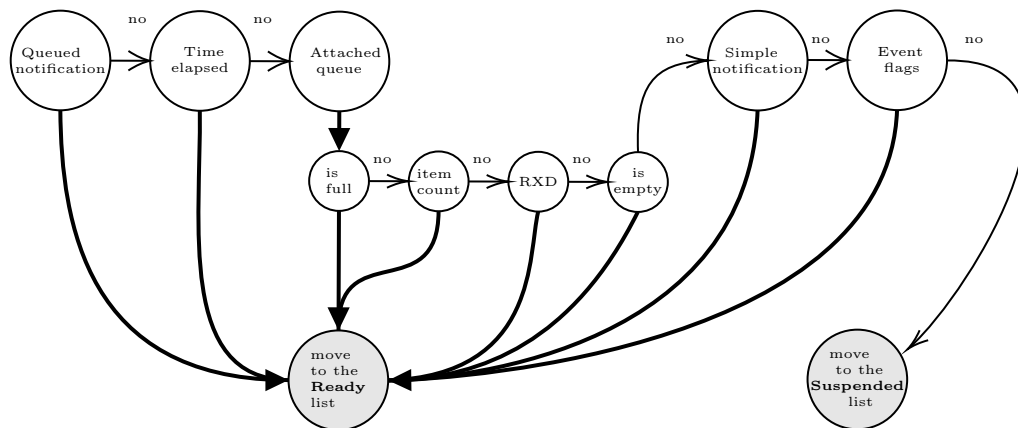 no
no
Queued
notification
Time
elapsed
Attached
queue
no
Simple
notification
no
Event
flags
no
is
full
no
item
count
no
RXD
no
is
empty
move
to the
Ready
list
move
to the
Suspended
list